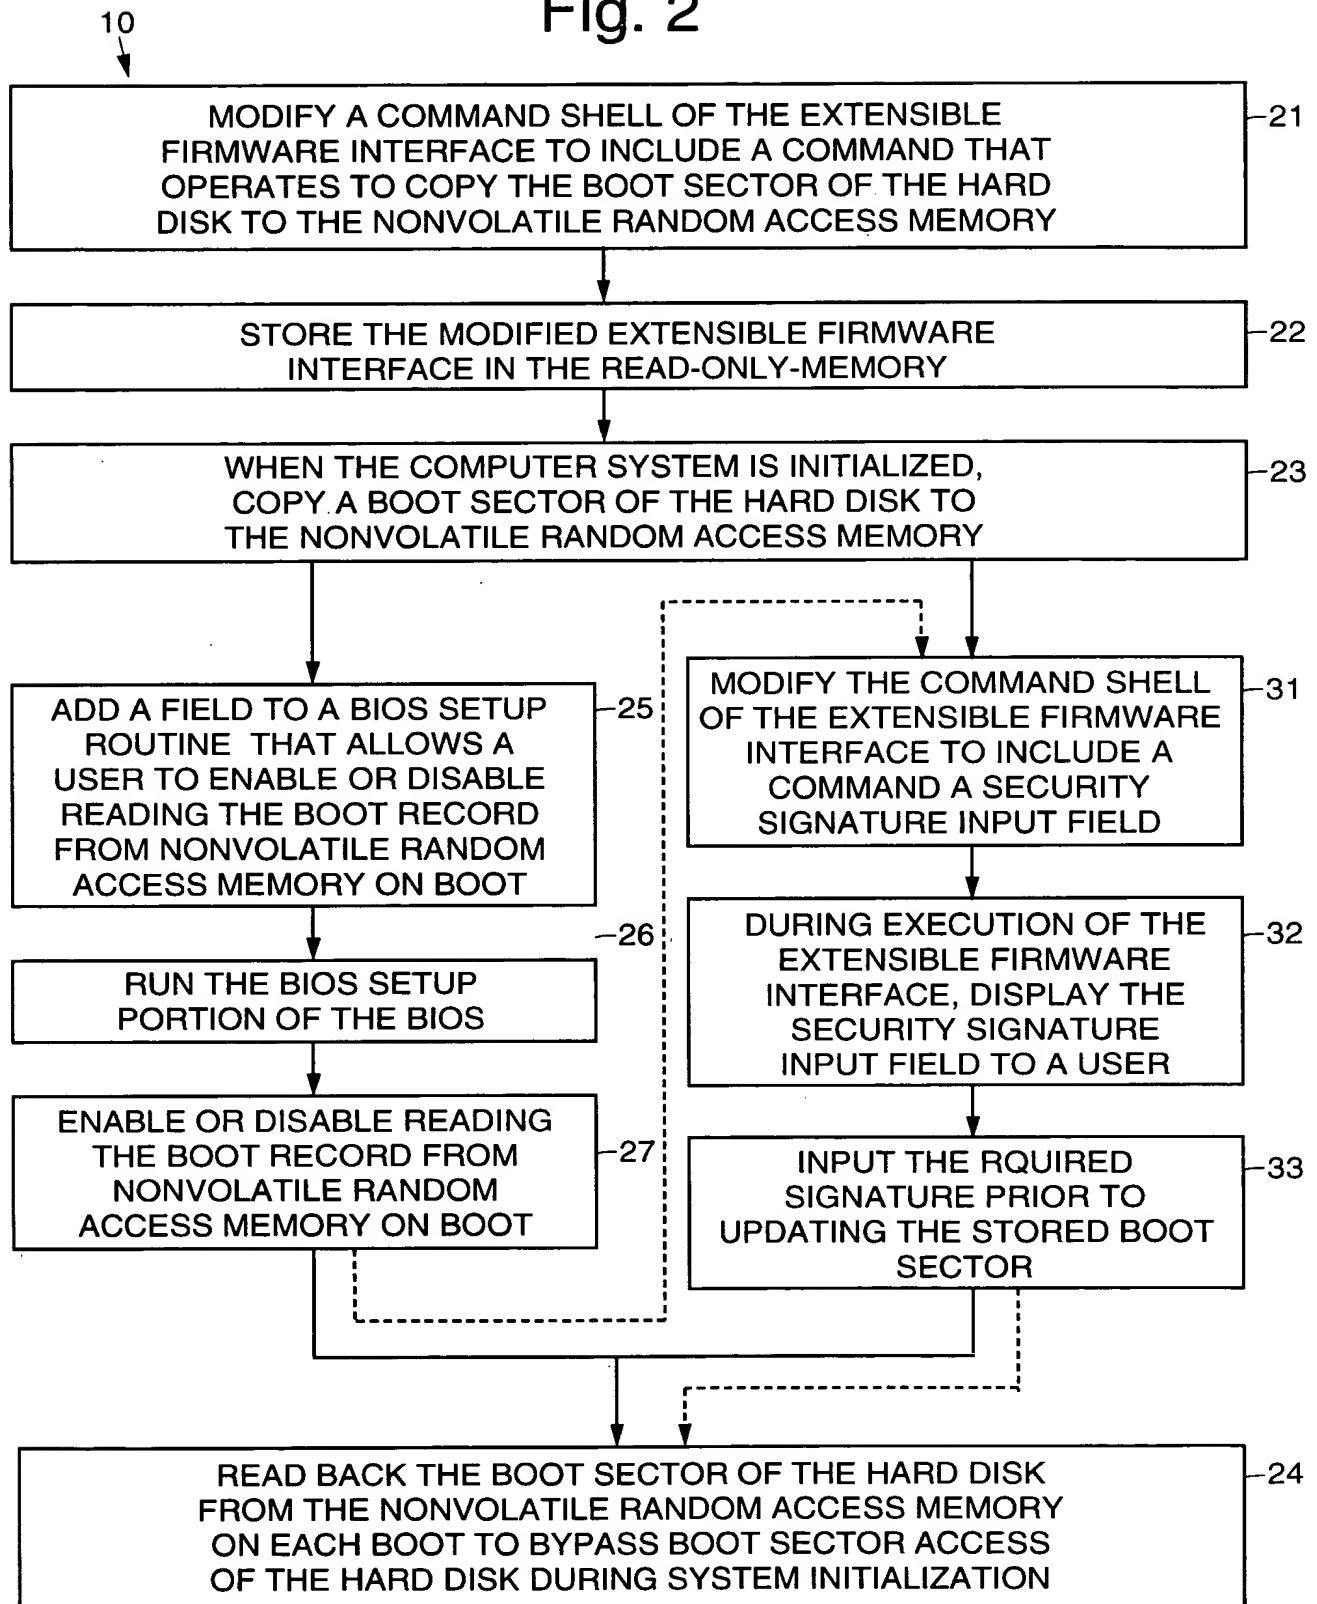 Fig. 2
10
MODIFY A COMMAND SHELL OF THE EXTENSIBLE
FIRMWARE INTERFACE TO INCLUDE A COMMAND THAT
OPERATES TO COPY THE BOOT SECTOR OF THE HARD
DISK TO THE NONVOLATILE RANDOM ACCESS MEMORY
21
STORE THE MODIFIED EXTENSIBLE FIRMWARE
INTERFACE IN THE READ-ONLY-MEMORY
22
WHEN THE COMPUTER SYSTEM IS INITIALIZED,
COPY A BOOT SECTOR OF THE HARD DISK TO
THE NONVOLATILE RANDOM ACCESS MEMORY
23
ADD A FIELD TO A BIOS SETUP
ROUTINE THAT ALLOWS A
USER TO ENABLE OR DISABLE
READING THE BOOT RECORD
FROM NONVOLATILE RANDOM
ACCESS MEMORY ON BOOT
25
26
RUN THE BIOS SETUP
PORTION OF THE BIOS
ENABLE OR DISABLE READING
THE BOOT RECORD FROM
NONVOLATILE RANDOM
ACCESS MEMORY ON BOOT
27
MODIFY THE COMMAND SHELL
OF THE EXTENSIBLE FIRMWARE
INTERFACE TO INCLUDE A
COMMAND A SECURITY
SIGNATURE INPUT FIELD
31
DURING EXECUTION OF THE
EXTENSIBLE FIRMWARE
INTERFACE, DISPLAY THE
SECURITY SIGNATURE
INPUT FIELD TO A USER
32
INPUT THE RQUIRED
SIGNATURE PRIOR TO
UPDATING THE STORED BOOT
SECTOR
33
READ BACK THE BOOT SECTOR OF THE HARD DISK
FROM THE NONVOLATILE RANDOM ACCESS MEMORY
ON EACH BOOT TO BYPASS BOOT SECTOR ACCESS
OF THE HARD DISK DURING SYSTEM INITIALIZATION
24